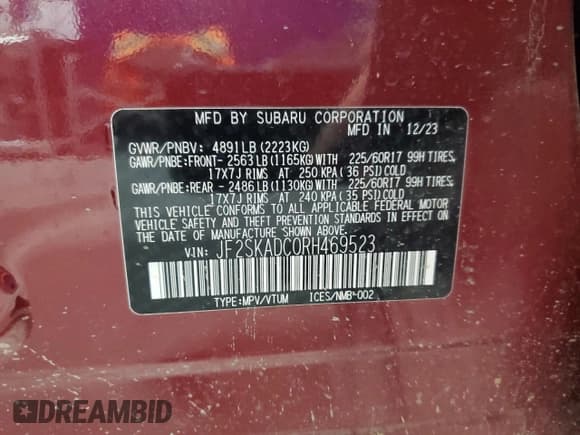 MFD BY SUBARU CORPORATION
MFD IN 12/23
GVWR/PNBV: 4891LB (2223KG)
GAWR/PNBE:FRONT- 2563LB(1165KG)WITH 225/60R17 99H TIRES,
17X7J RIMS AT 250 KPA( 36 PSI)COLD
GAWR/PNBE:REAR - 2486LB(1130KG)WITH 225/60R17 99H TIRES,
17X7J RIMS AT 240 KPA( 35 PSI)COLD
THIS VEHICLE CONFORMS TO ALL APPLICABLE FEDERAL MOTOR
VEHICLE SAFETY AND THEFT PREVENTION STANDARDS IN EFFECT
ON THE DATE OF MANUFACTURE SHOWN ABOVE.
VIN: JF2SKADC0RH469523
TYPE:MPV/VTUM ICES/NMB-002
DREAMBID